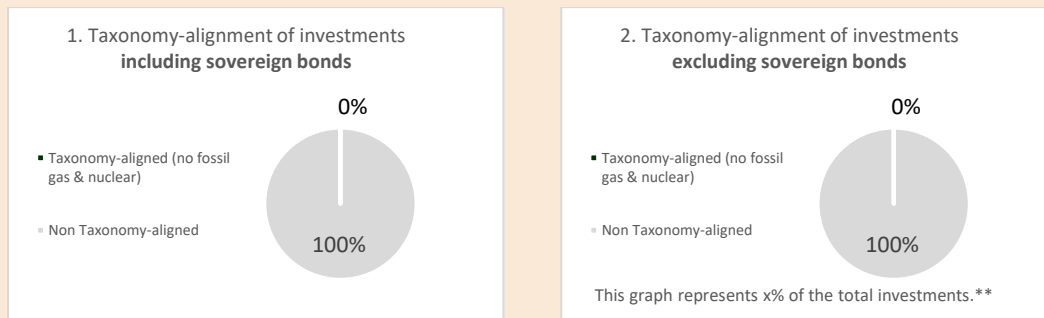 1. Taxonomy-alignment of investments
including sovereign bonds
0%
Taxonomy-aligned (no fossil
gas & nuclear)
Non Taxonomy-aligned
100%
2. Taxonomy-alignment of investments
excluding sovereign bonds
0%
Taxonomy-aligned (no fossil
gas & nuclear)
Non Taxonomy-aligned
100%
This graph represents x% of the total investments.**